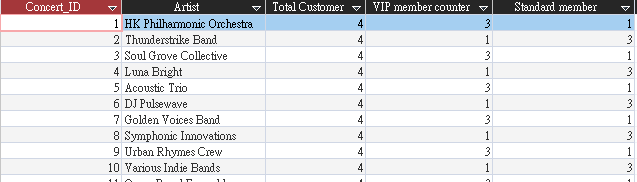 Concert_ID Artist Total Customer VIP member counter Standard member
1 HK Philharmonic Orchestra 4 3 1
2 Thunderstrike Band 4 1 3
3 Soul Grove Collective 4 3 1
4 Luna Bright 4 1 3
5 Acoustic Trio 4 3 1
6 DJ Pulsewave 4 1 3
7 Golden Voices Band 4 3 1
8 Symphonic Innovations 4 1 3
9 Urban Rhymes Crew 4 3 1
10 Various Indie Bands 4 1 3